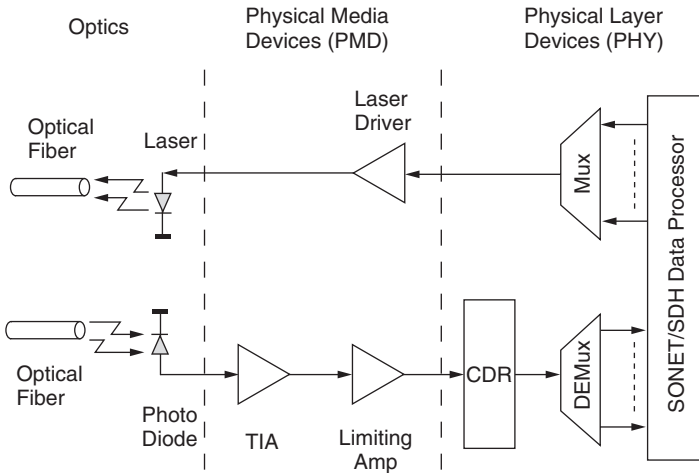 Optics
Physical Media
Devices (PMD)
Physical Layer
Devices (PHY)
Optical
Fiber
Laser
Laser
Driver
Mux
SONET/SDH Data Processor
Optical
Fiber
Photo
Diode
TIA
Limiting
Amp
CDR
DEMux